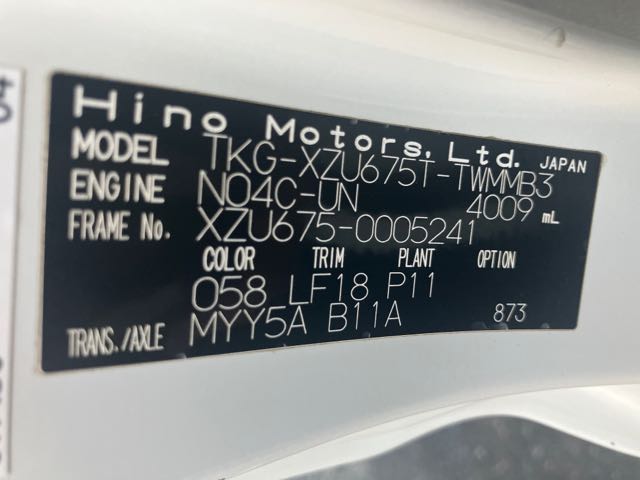 Hino Motors, Ltd. JAPAN
MODEL TKG-XZU675T-TWMMB3
ENGINE N04C-UN 4009 mL
FRAME No. XZU675-0005241
COLOR TRIM PLANT OPTION
058 LF18 P11
TRANS./AXLE MYY5A B11A 873